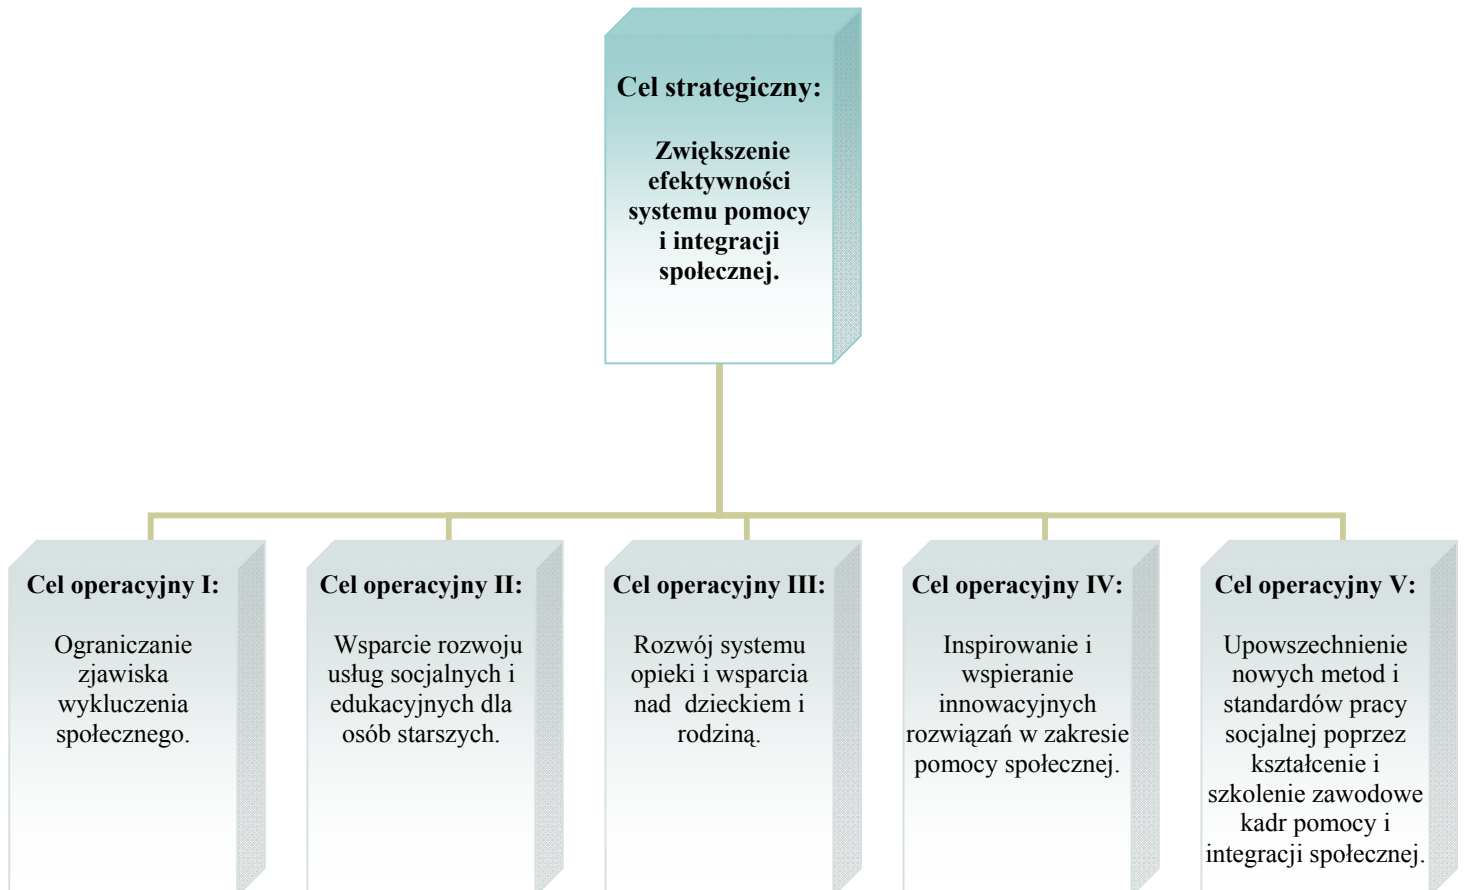 Cel strategiczny:
Zwiększenie
efektywności
systemu pomocy
i integracji
społecznej.
Cel operacyjny I:
Ograniczanie
zjawiska
wykluczenia
społecznego.
Cel operacyjny II:
Wsparcie rozwoju
usług socjalnych i
edukacyjnych dla
osób starszych.
Cel operacyjny III:
Rozwój systemu
opieki i wsparcia
nad dzieckiem i
rodziną.
Cel operacyjny IV:
Inspirowanie i
wspieranie
innowacyjnych
rozwiązań w zakresie
pomocy społecznej.
Cel operacyjny V:
Upowszechnienie
nowych metod i
standardów pracy
socjalnej poprzez
kształcenie i
szkolenie zawodowe
kadr pomocy i
integracji społecznej.